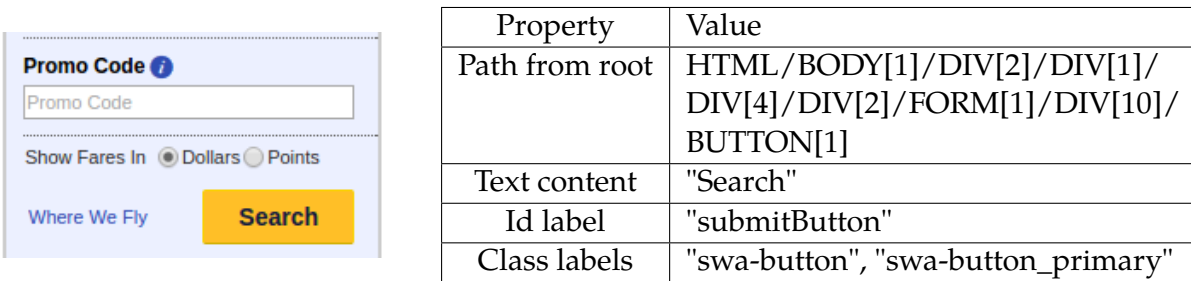 Promo Code i
Promo Code
Show Fares In Dollars Points
Where We Fly Search
Property Value
Path from root HTML/BODY[1]/DIV[2]/DIV[1]/
DIV[4]/DIV[2]/FORM[1]/DIV[10]/
BUTTON[1]
Text content "Search"
Id label "submitButton"
Class labels "swa-button", "swa-button_primary"